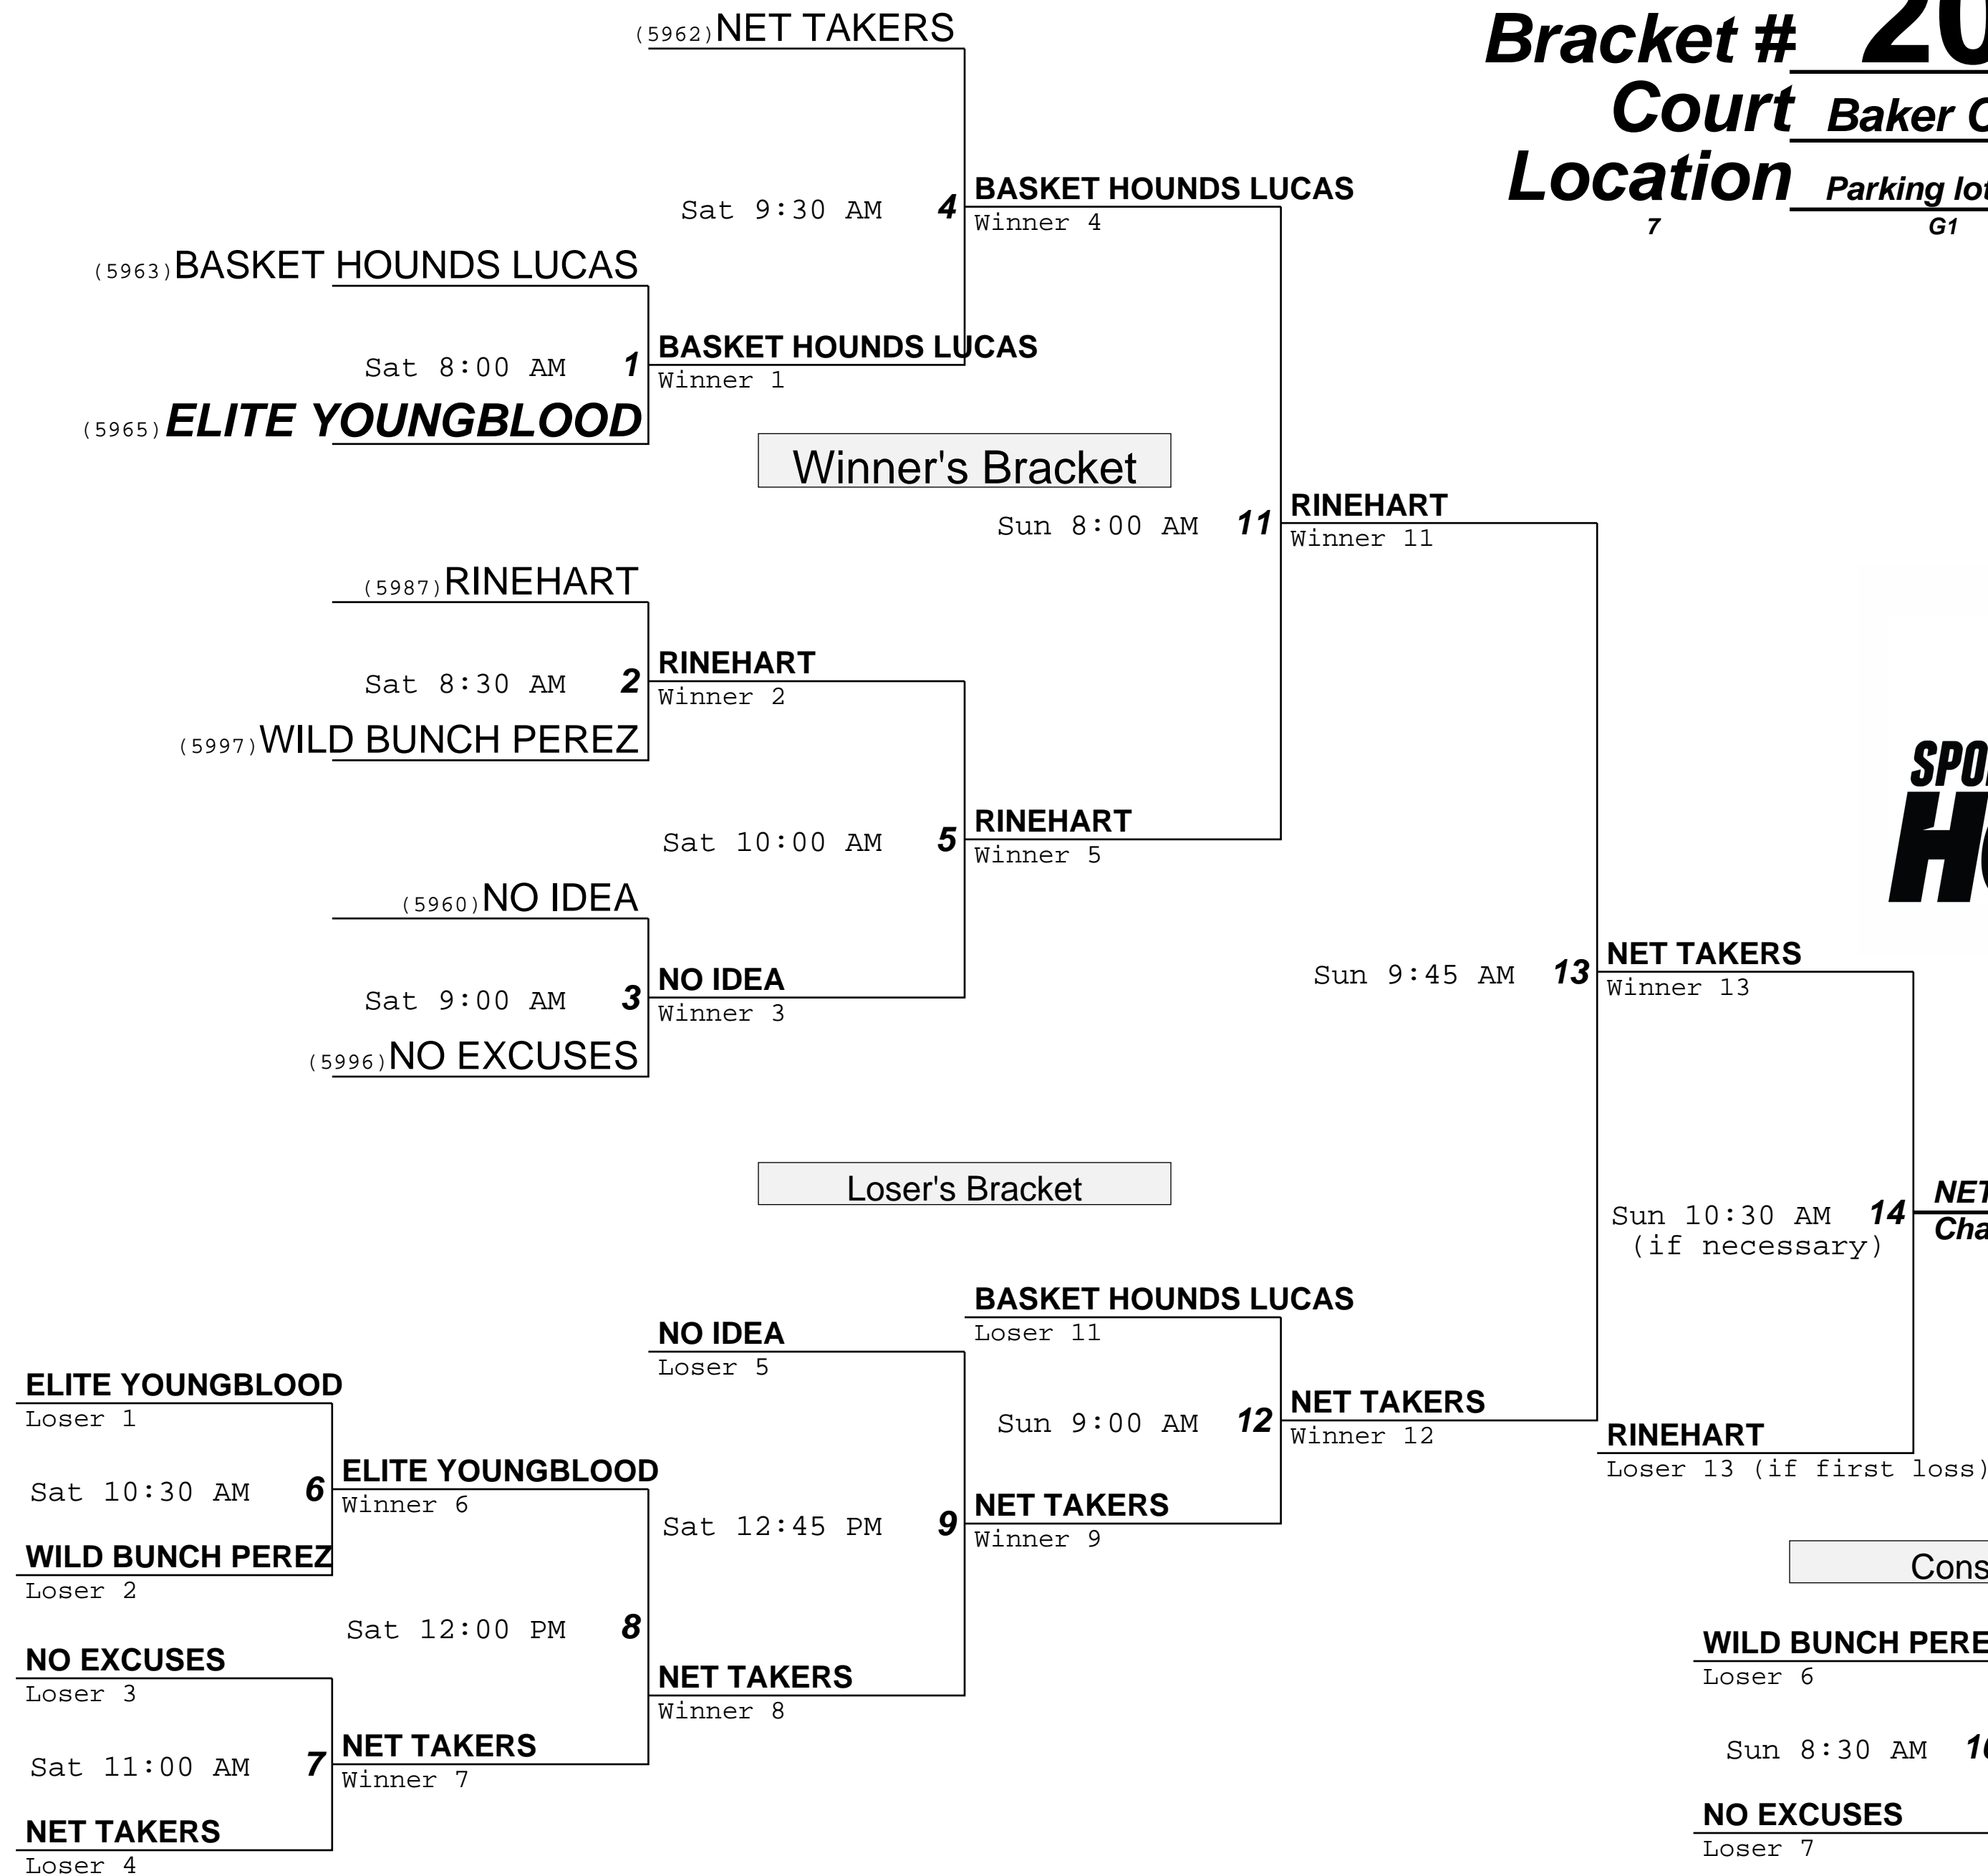 (5962)NET TAKERS
Bracket # 20
Court Baker
Location Parking lot
7 G1
Sat 9:30 AM 4
BASKET HOUNDS LUCAS
Winner 4
(5963)BASKET HOUNDS LUCAS
Sat 8:00 AM 1
BASKET HOUNDS LUCAS
Winner 1
(5965)ELITE YOUNGBLOOD
Winner's Bracket
Sun 8:00 AM 11
RINEHART
Winner 11
(5987)RINEHART
Sat 8:30 AM 2
RINEHART
Winner 2
(5997)WILD BUNCH PEREZ
Sat 10:00 AM 5
RINEHART
Winner 5
(5960)NO IDEA
Sat 9:00 AM 3
NO IDEA
Winner 3
(5996)NO EXCUSES
Sun 9:45 AM 13
NET TAKERS
Winner 13
Loser's Bracket
Sun 10:30 AM 14
(if necessary)
NET
BASKET HOUNDS LUCAS
Loser 11
NO IDEA
Loser 5
ELITE YOUNGBLOOD
Loser 1
Sun 9:00 AM 12
NET TAKERS
Winner 12
RINEHART
Loser 13 (if first loss)
Sat 10:30 AM 6
ELITE YOUNGBLOOD
Winner 6
Sat 12:45 PM 9
NET TAKERS
Winner 9
WILD BUNCH PEREZ
Loser 2
Sat 12:00 PM 8
NO EXCUSES
Loser 3
NET TAKERS
Winner 8
Sat 11:00 AM 7
NET TAKERS
Winner 7
NET TAKERS
Loser 4
Cons
WILD BUNCH PERE
Loser 6
Sun 8:30 AM
NO EXCUSES
Loser 7